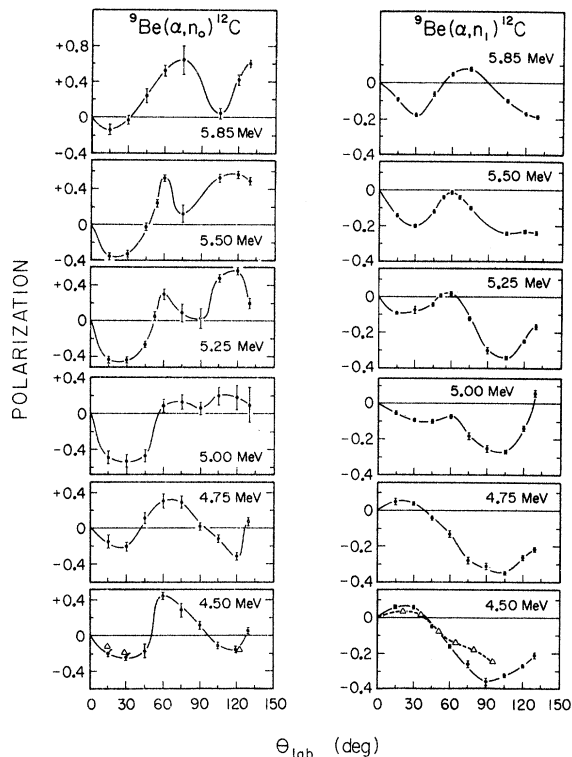 ⁹Be(α,n₀)¹²C
+0.8
+0.4
0
-0.4
5.85 MeV
+0.4
0
-0.4
5.50 MeV
+0.4
0
-0.4
5.25 MeV
+0.4
0
-0.4
5.00 MeV
+0.4
0
-0.4
4.75 MeV
+0.4
0
-0.4
4.50 MeV
0 30 60 90 120 150
⁹Be(α,n₁)¹²C
5.85 MeV
0
-0.2
-0.4
5.50 MeV
0
-0.2
-0.4
5.25 MeV
0
-0.2
-0.4
5.00 MeV
0
-0.2
-0.4
4.75 MeV
0
-0.2
-0.4
4.50 MeV
0
-0.2
-0.4
0 30 60 90 120 150
POLARIZATION
Θlab (deg)